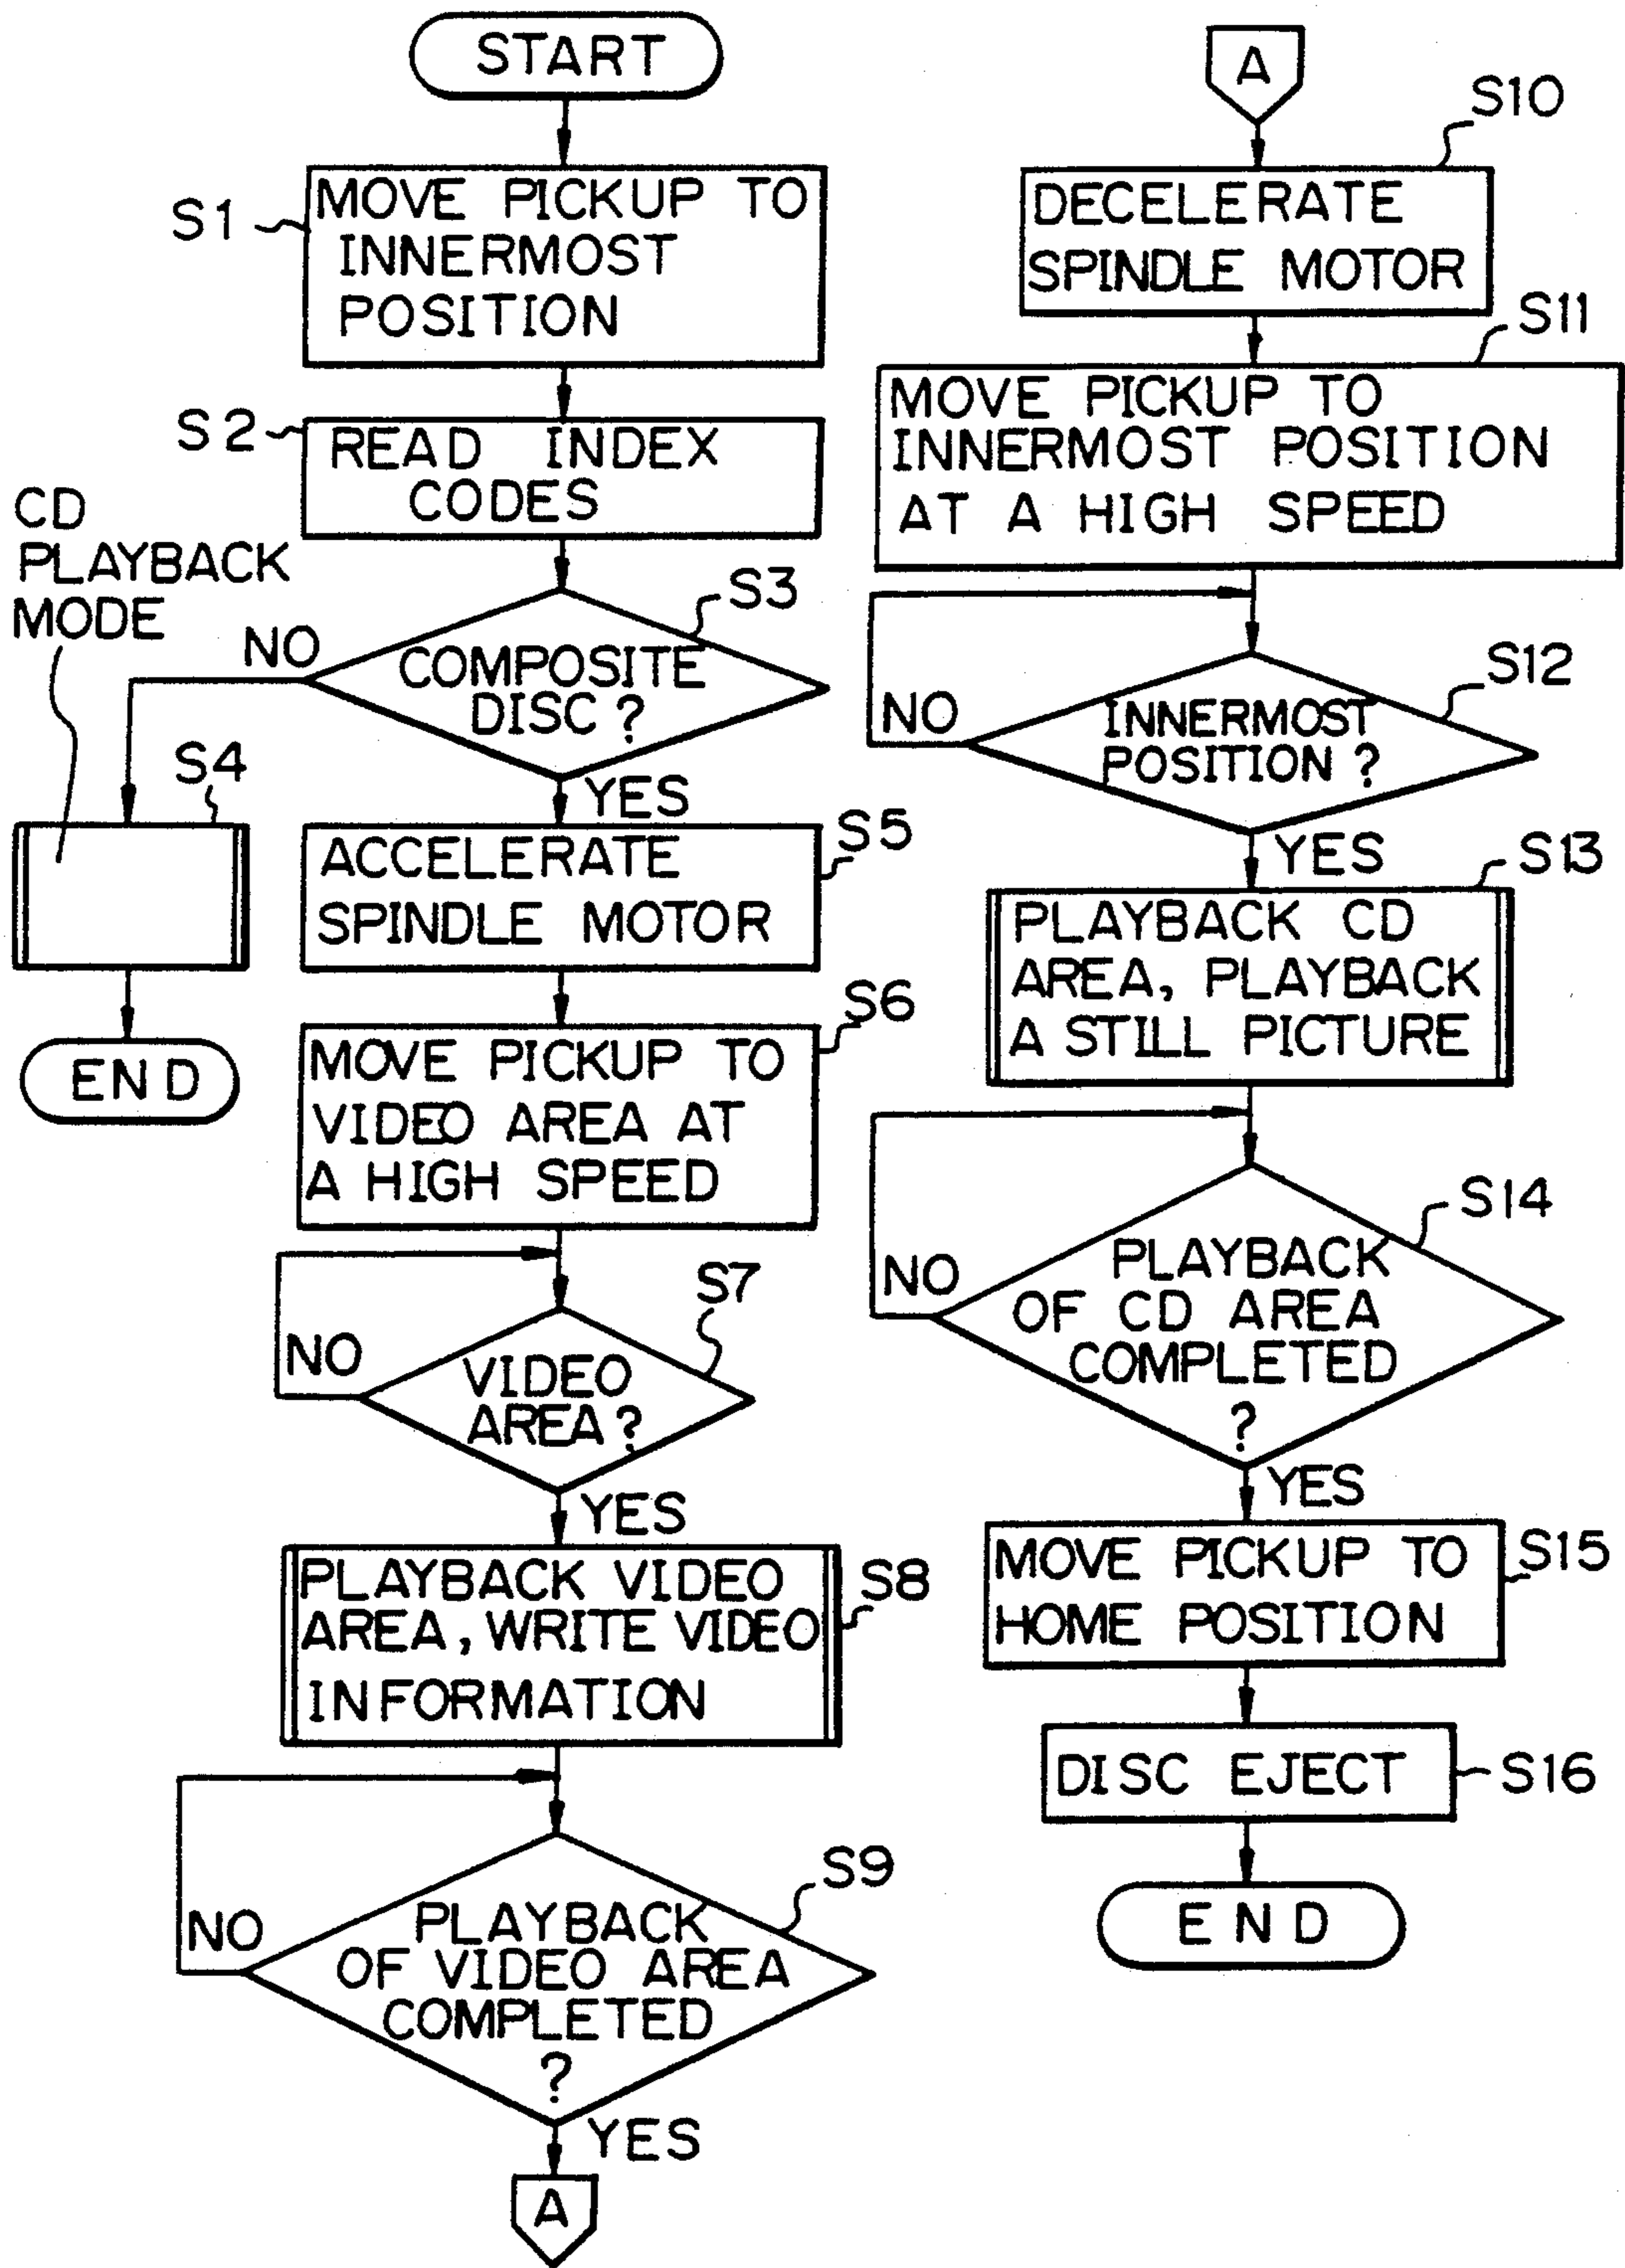 START
S1
MOVE PICKUP TO
INNERMOST
POSITION
S2
READ INDEX
CODES
CD
PLAYBACK
MODE
S3
NO
COMPOSITE
DISC?
YES
S4
END
S5
ACCELERATE
SPINDLE MOTOR
S6
MOVE PICKUP TO
VIDEO AREA AT
A HIGH SPEED
S7
NO
VIDEO
AREA?
YES
S8
PLAYBACK VIDEO
AREA, WRITE VIDEO
INFORMATION
S9
NO
PLAYBACK
OF VIDEO AREA
COMPLETED
?
YES
A
A
S10
DECELERATE
SPINDLE MOTOR
S11
MOVE PICKUP TO
INNERMOST POSITION
AT A HIGH SPEED
S12
NO
INNERMOST
POSITION?
YES
S13
PLAYBACK CD
AREA, PLAYBACK
A STILL PICTURE
S14
NO
PLAYBACK
OF CD AREA
COMPLETED
?
YES
MOVE PICKUP TO
HOME POSITION
S15
DISC EJECT
S16
END